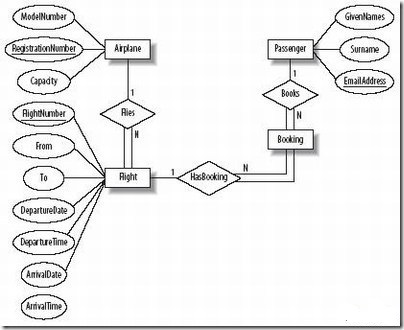 ModelNumber
GivenNames
RegistrationNumber
Airplane
Passenger
Surname
Capacity
EmailAddress
1
1
Flies
Books
FlightNumber
N
N
From
Booking
To
Flight
1
HasBooking
N
DepartureDate
DepartureTime
ArrivalDate
ArrivalTime